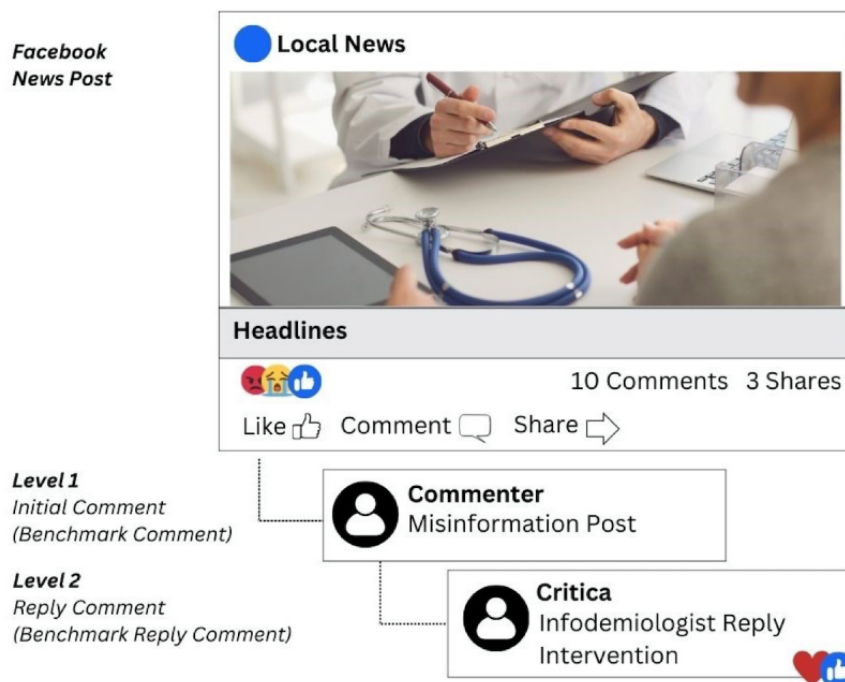 Facebook
News Post
Local News
Headlines
10 Comments 3 Shares
Like Comment Share
Level 1
Initial Comment
(Benchmark Comment)
Commenter
Misinformation Post
Level 2
Reply Comment
(Benchmark Reply Comment)
Critica
Infodemiologist Reply
Intervention